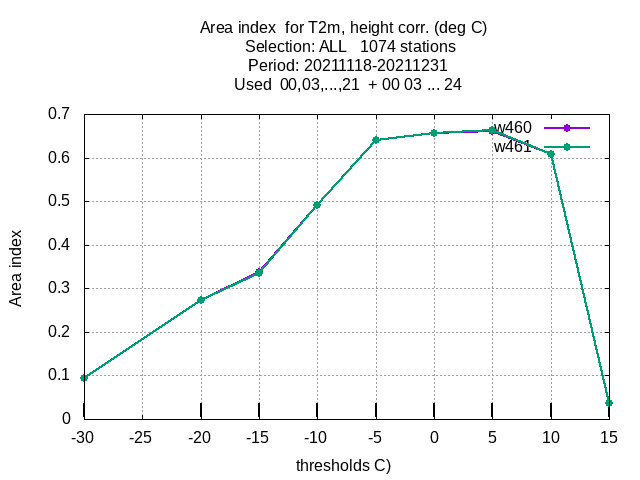 Area index  for T2m, height corr. (deg C)
Selection: ALL   1074 stations
Period: 20211118-20211231
Used  00,03,...,21  + 00 03 ... 24
0.7
0.6
0.5
0.4
0.3
0.2
0.1
0
Area index
w460
w461
-30 -25 -20 -15 -10 -5 0 5 10 15
thresholds C)